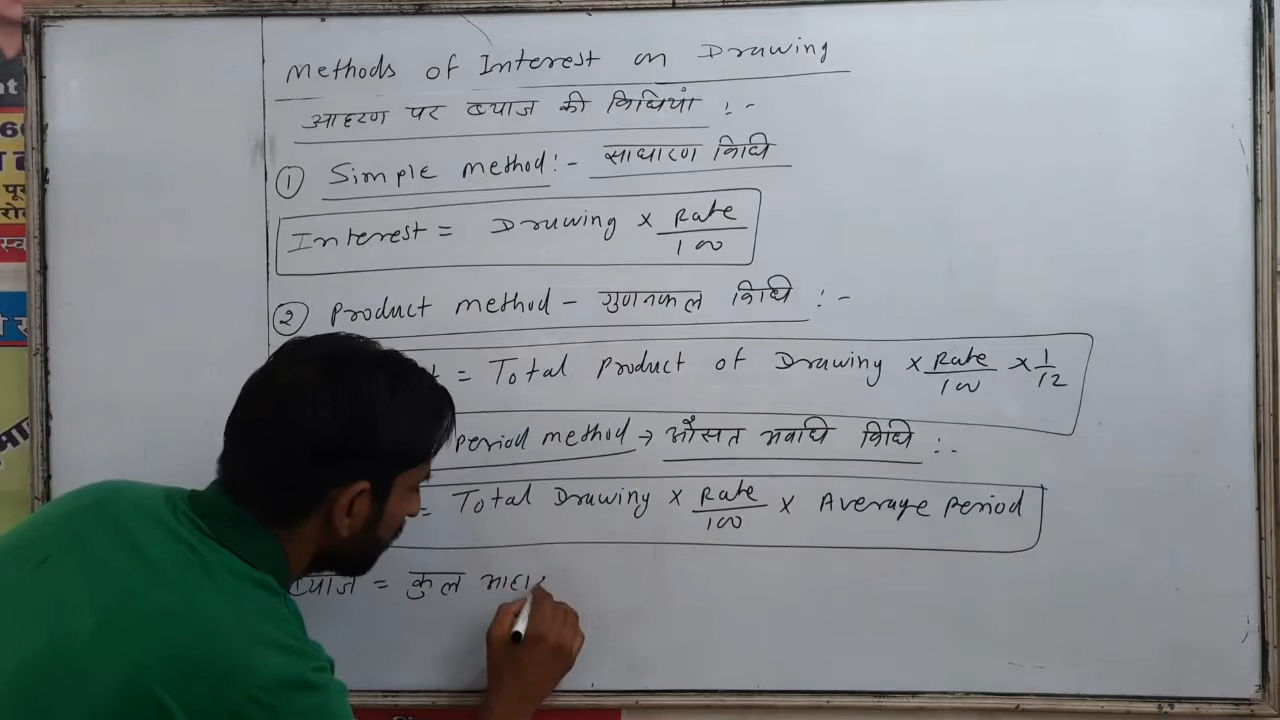 Methods of Interest on Drawing
आहरण पर ब्याज की विधियां :-
① Simple method :- साधारण विधि
Interest = Drawing × Rate/100
② Product method - गुणनफल विधि :-
= Total Product of Drawing × Rate/100 × 1/12
Period method → औसत अवधि विधि :-
= Total Drawing × Rate/100 × Average Period
ब्याज = कुल